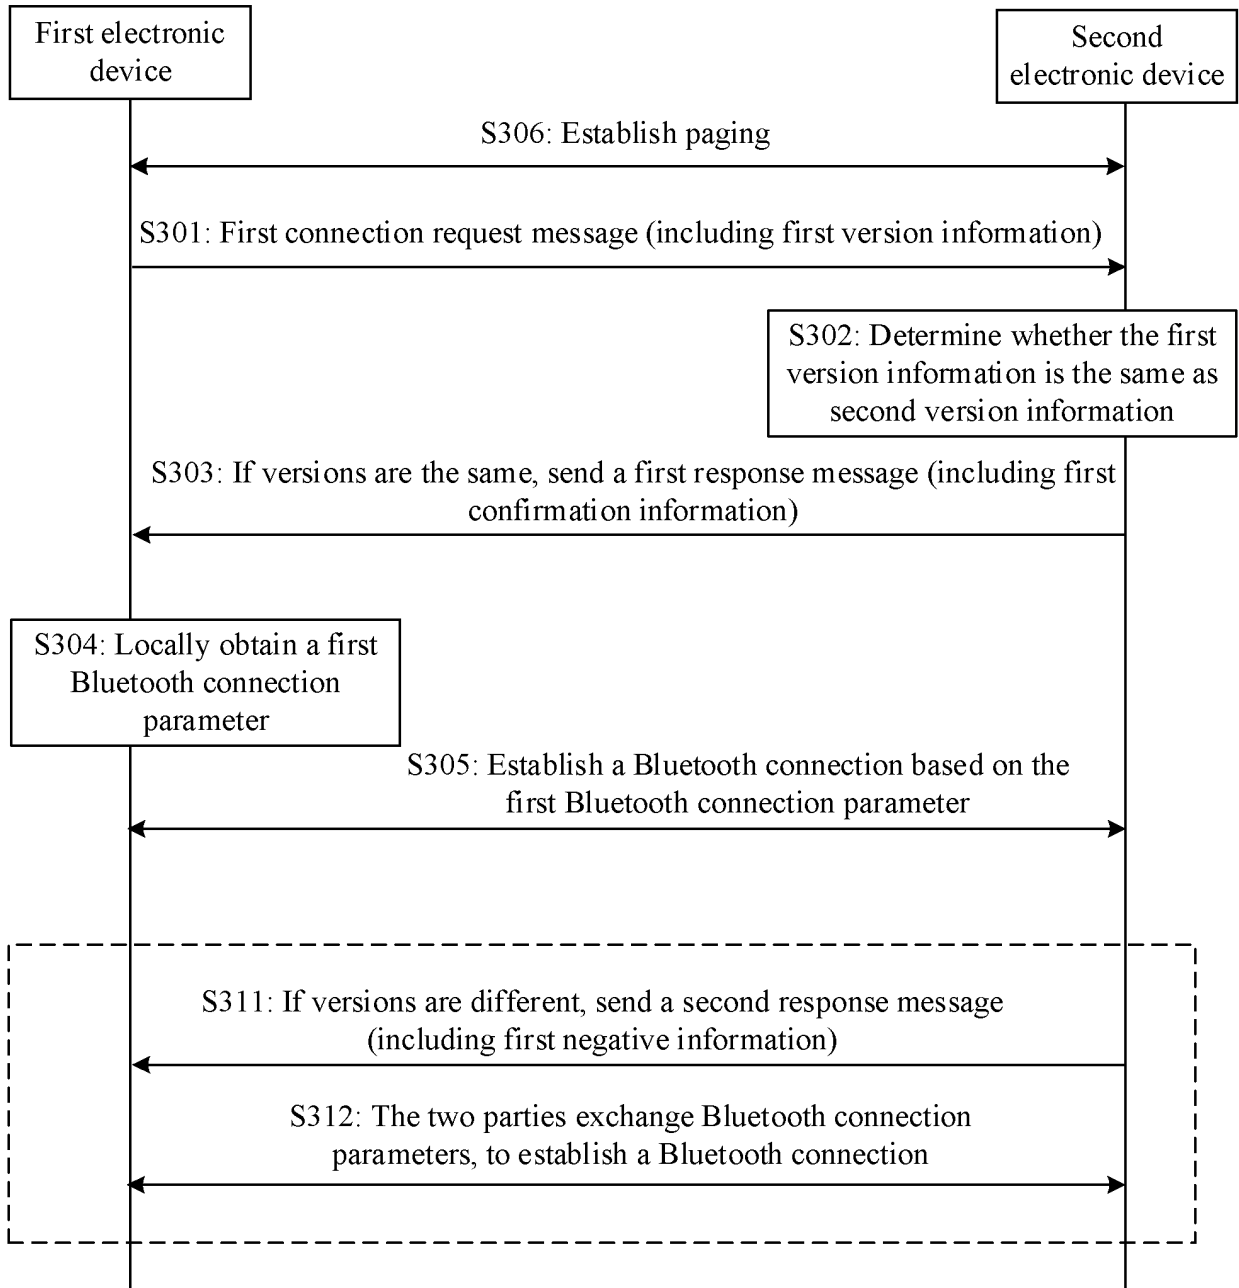 First electronic
device
Second
electronic device
S306: Establish paging
S301: First connection request message (including first version information)
S302: Determine whether the first
version information is the same as
second version information
S303: If versions are the same, send a first response message (including first
confirmation information)
S304: Locally obtain a first
Bluetooth connection
parameter
S305: Establish a Bluetooth connection based on the
first Bluetooth connection parameter
S311: If versions are different, send a second response message
(including first negative information)
S312: The two parties exchange Bluetooth connection
parameters, to establish a Bluetooth connection